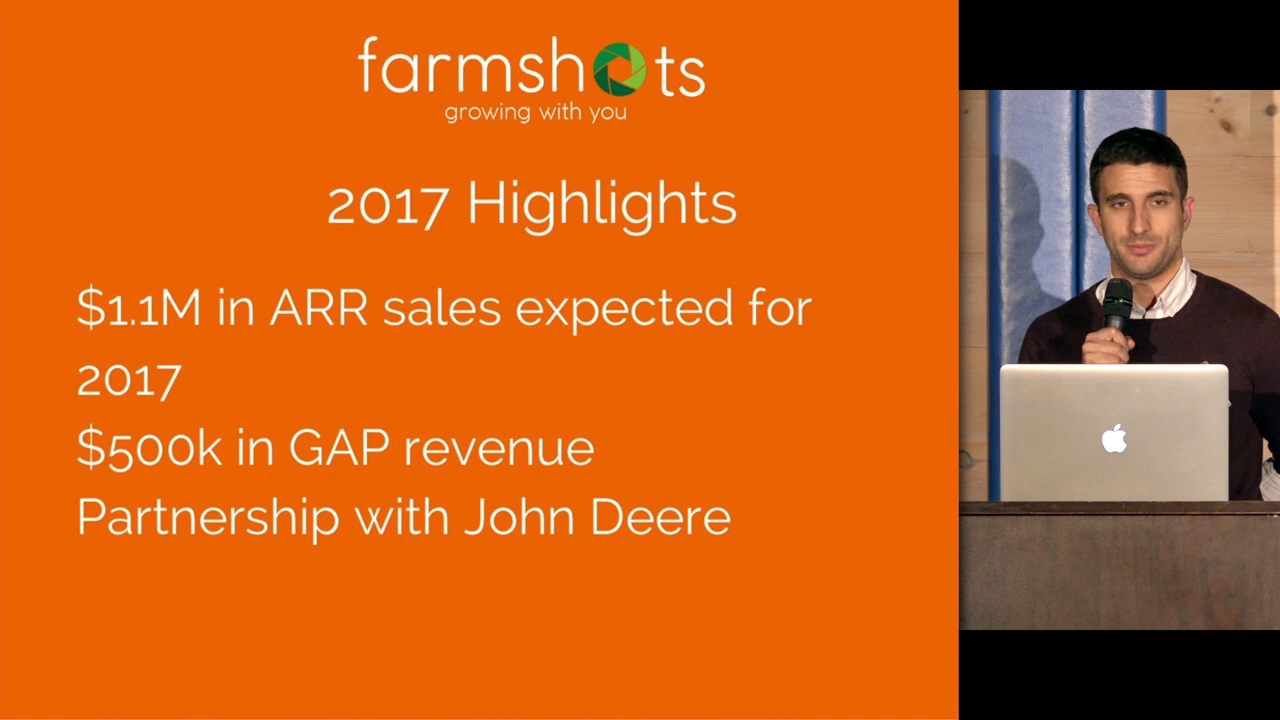 farmshots
growing with you
2017 Highlights
$1.1M in ARR sales expected for
2017
$500k in GAP revenue
Partnership with John Deere